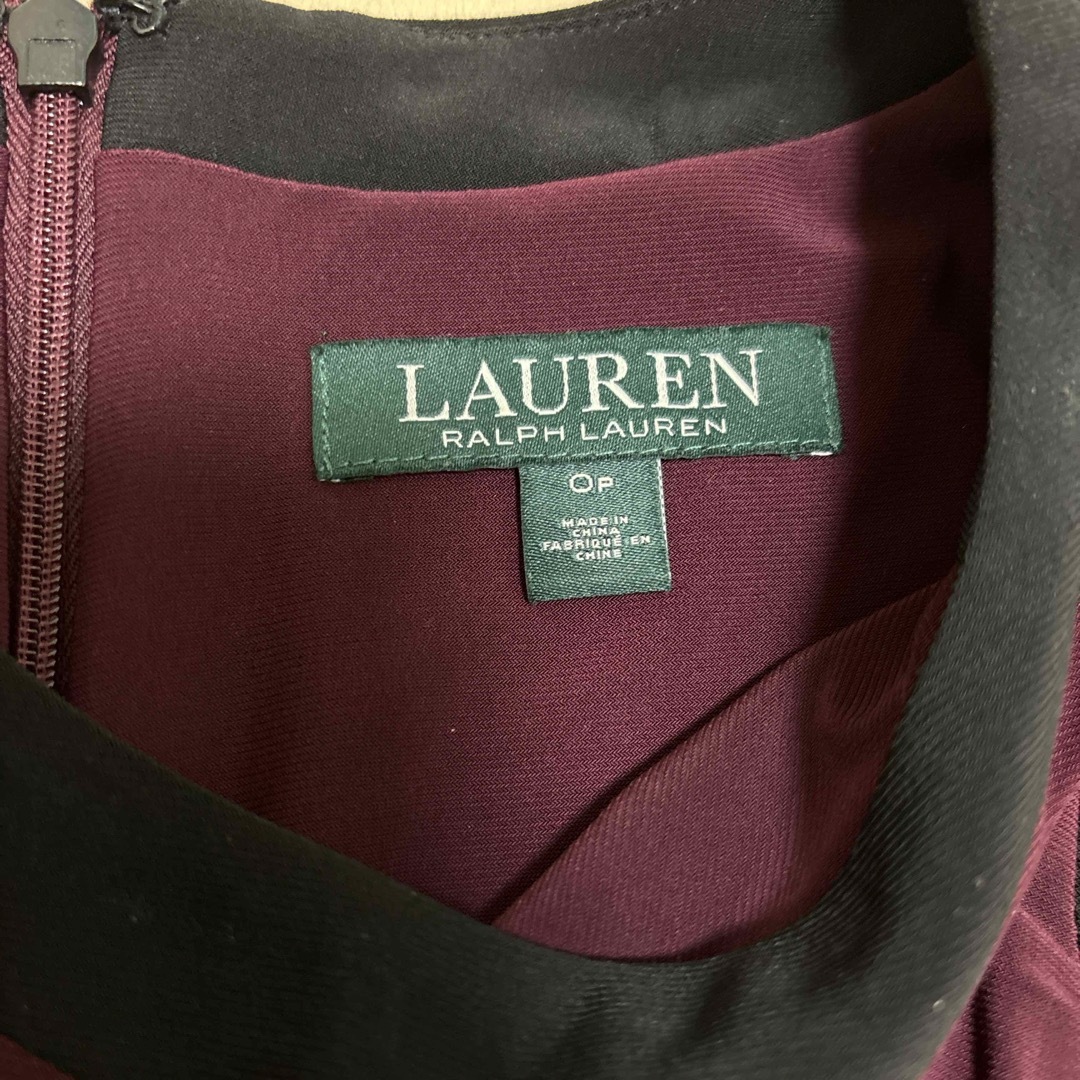 LAUREN
RALPH LAUREN
0P
MADE IN
CHINA
FABRIQUÉ EN
CHINE